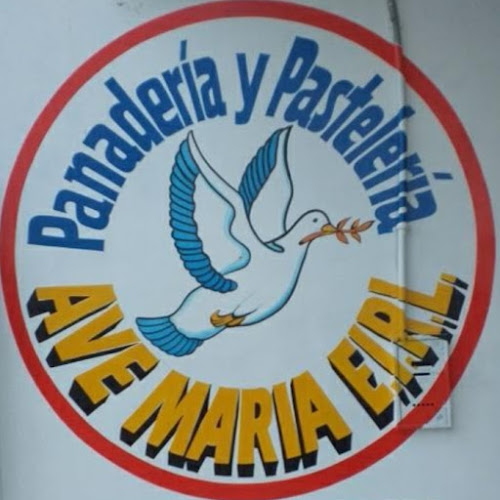 Panadería y Pastelería
AVE MARIA E.I.R.L.